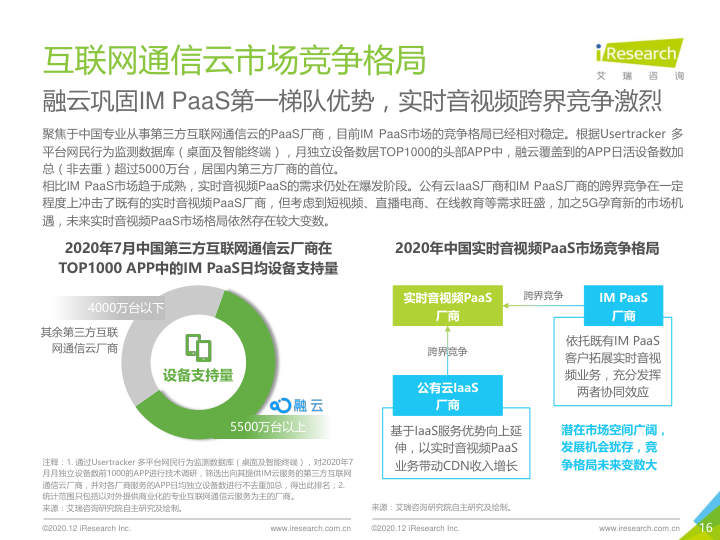 互联网通信云市场竞争格局
iResearch
艾 瑞 咨 询
融云巩固IM PaaS第一梯队优势，实时音视频跨界竞争激烈
聚焦于中国专业从事第三方互联网通信云的PaaS厂商，目前IM PaaS市场的竞争格局已经相对稳定。根据Usertracker 多
平台网民行为监测数据库（桌面及智能终端），月独立设备数居TOP1000的头部APP中，融云覆盖到的APP日活设备数加
总（非去重）超过5000万台，居国内第三方厂商的首位。
相比IM PaaS市场趋于成熟，实时音视频PaaS的需求仍处在爆发阶段。公有云IaaS厂商和IM PaaS厂商的跨界竞争在一定
程度上冲击了既有的实时音视频PaaS厂商，但考虑到短视频、直播电商、在线教育等需求旺盛，加之5G孕育新的市场机
遇，未来实时音视频PaaS市场格局依然存在较大变数。
2020年7月中国第三方互联网通信云厂商在
TOP1000 APP中的IM PaaS日均设备支持量
4000万台以下
其余第三方互联
网通信云厂商
设备支持量
融云
5500万台以上
注释：1. 通过Usertracker 多平台网民行为监测数据库（桌面及智能终端），对2020年7
月月独立设备数前1000的APP进行技术调研，筛选出向其提供IM云服务的第三方互联网
通信云厂商，并对各厂商服务的APP日均独立设备数进行不去重加总，得出此排名；2.
统计范围只包括以对外提供商业化的专业互联网通信云服务为主的厂商。
来源：艾瑞咨询研究院自主研究及绘制。
2020年中国实时音视频PaaS市场竞争格局
实时音视频PaaS
厂商
跨界竞争
IM PaaS
厂商
依托既有IM PaaS
客户拓展实时音视
频业务，充分发挥
两者协同效应
跨界竞争
公有云IaaS
厂商
基于IaaS服务优势向上延
伸，以实时音视频PaaS
业务带动CDN收入增长
潜在市场空间广阔，
发展机会犹存，竞
争格局未来变数大
来源：艾瑞咨询研究院自主研究及绘制。
©2020.12 iResearch Inc.
www.iresearch.com.cn
©2020.12 iResearch Inc.
www.iresearch.com.cn
16